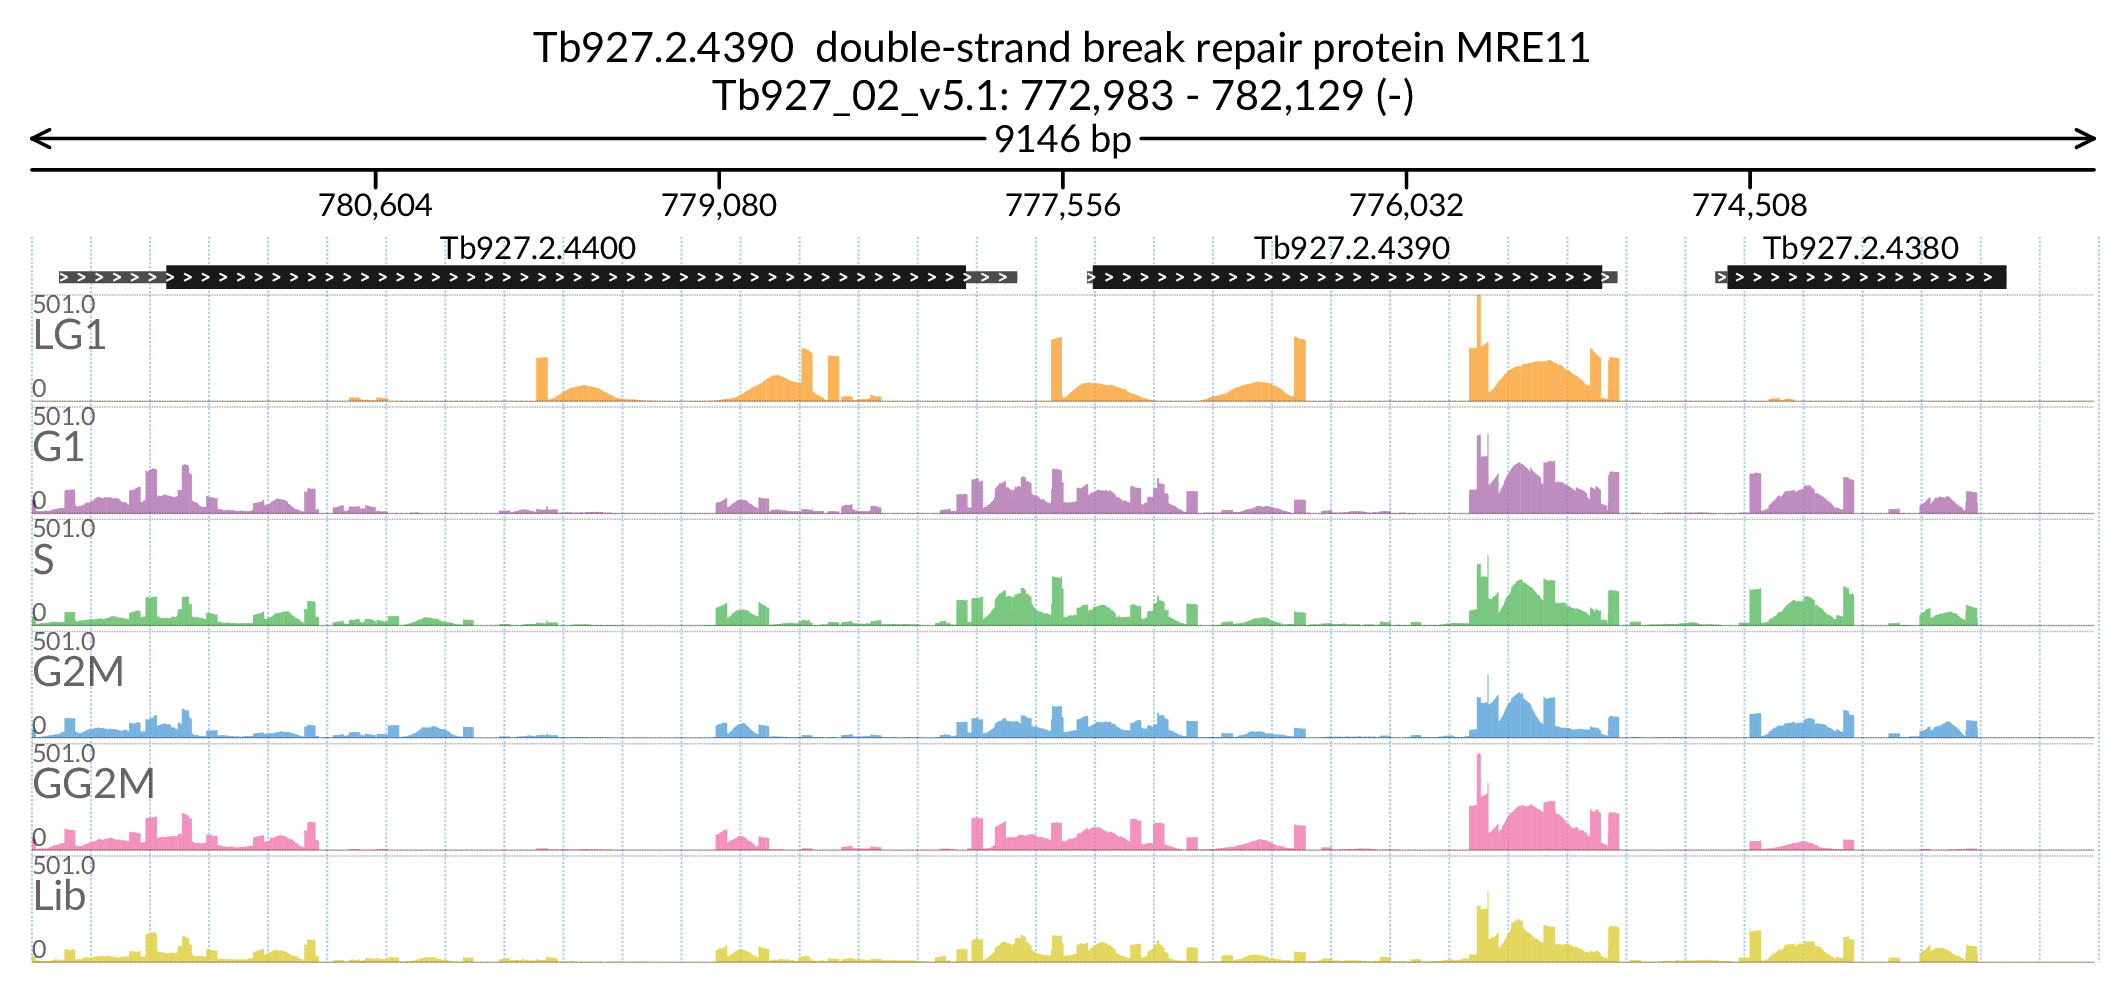 Tb927.2.4390 double-strand break repair protein MRE11
Tb927_02_v5.1: 772,983 - 782,129 (-)
9146 bp
780,604 779,080 777,556 776,032 774,508
Tb927.2.4400 Tb927.2.4390 Tb927.2.4380
501.0
LG1
0
501.0
G1
0
501.0
S
0
501.0
G2M
0
501.0
GG2M
0
501.0
Lib
0